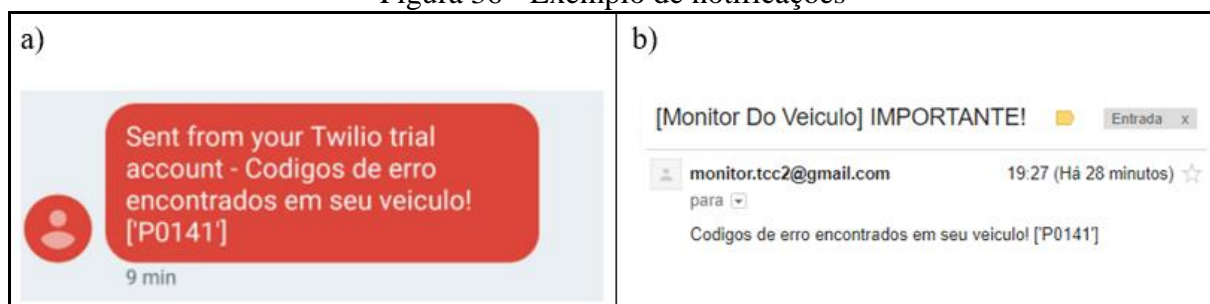 Figura 36 - Exemplo de notificações
a)
Sent from your Twilio trial
account - Codigos de erro
encontrados em seu veiculo!
['P0141']
9 min
b)
[Monitor Do Veiculo] IMPORTANTE!
Entrada x
monitor.tcc2@gmail.com
19:27 (Há 28 minutos)
para
Codigos de erro encontrados em seu veiculo! ['P0141']